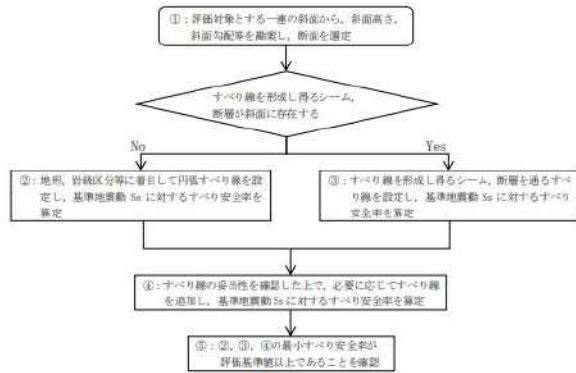 ①：評価対象とする一連の斜面から，斜面高さ，
斜面勾配等を勘案し，断面を選定
すべり線を形成し得るシーム，
断層が斜面に存在する
No
Yes
②：地形，岩級区分等に着目して円弧すべり線を設
定し，基準地震動 Ss に対するすべり安全率を
算定
③：すべり線を形成し得るシーム，断層を通るすべ
り線を設定し，基準地震動 Ss に対するすべり
安全率を算定
④：すべり線の妥当性を確認した上で，必要に応じてすべり線
を追加し，基準地震動 Ss に対するすべり安全率を算定
⑤：②，③，④の最小すべり安全率が
評価基準値以上であることを確認